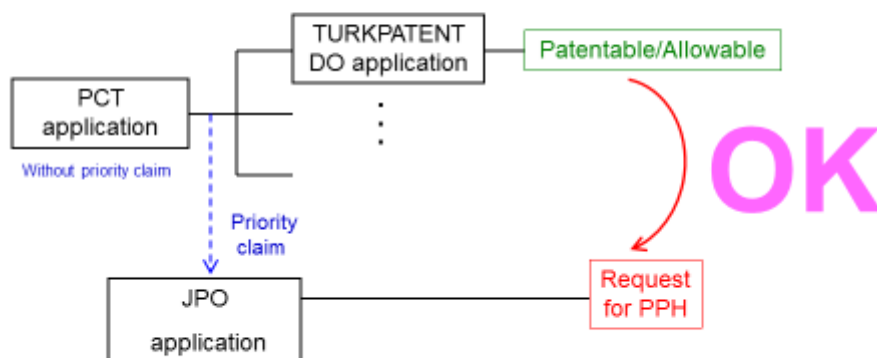 TURKPATENT
DO application
Patentable/Allowable
PCT
application
Without priority claim
OK
Priority
claim
Request
for PPH
JPO
application